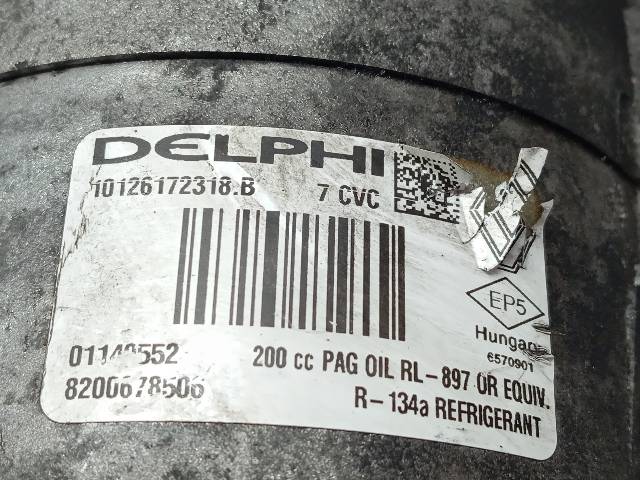 DELPHI
10126172318.B 7 CVC
EP5
Hungary
6570901
01140552 200 cc PAG OIL RL-897 OR EQUIV.
8200678506 R-134a REFRIGERANT